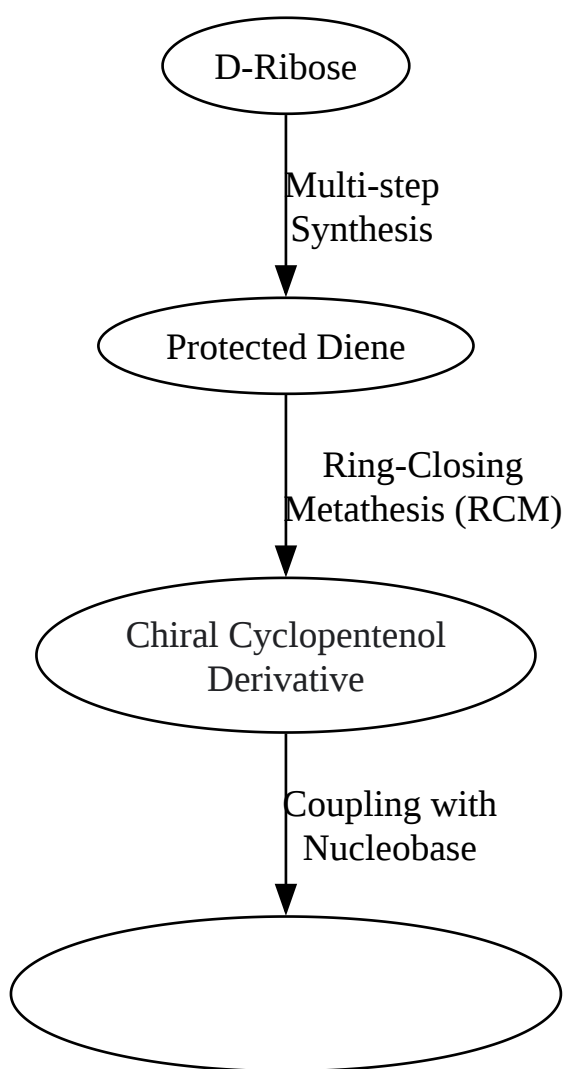 D-Ribose
Multi-step
Synthesis
Protected Diene
Ring-Closing
Metathesis (RCM)
Chiral Cyclopentenol
Derivative
Coupling with
Nucleobase